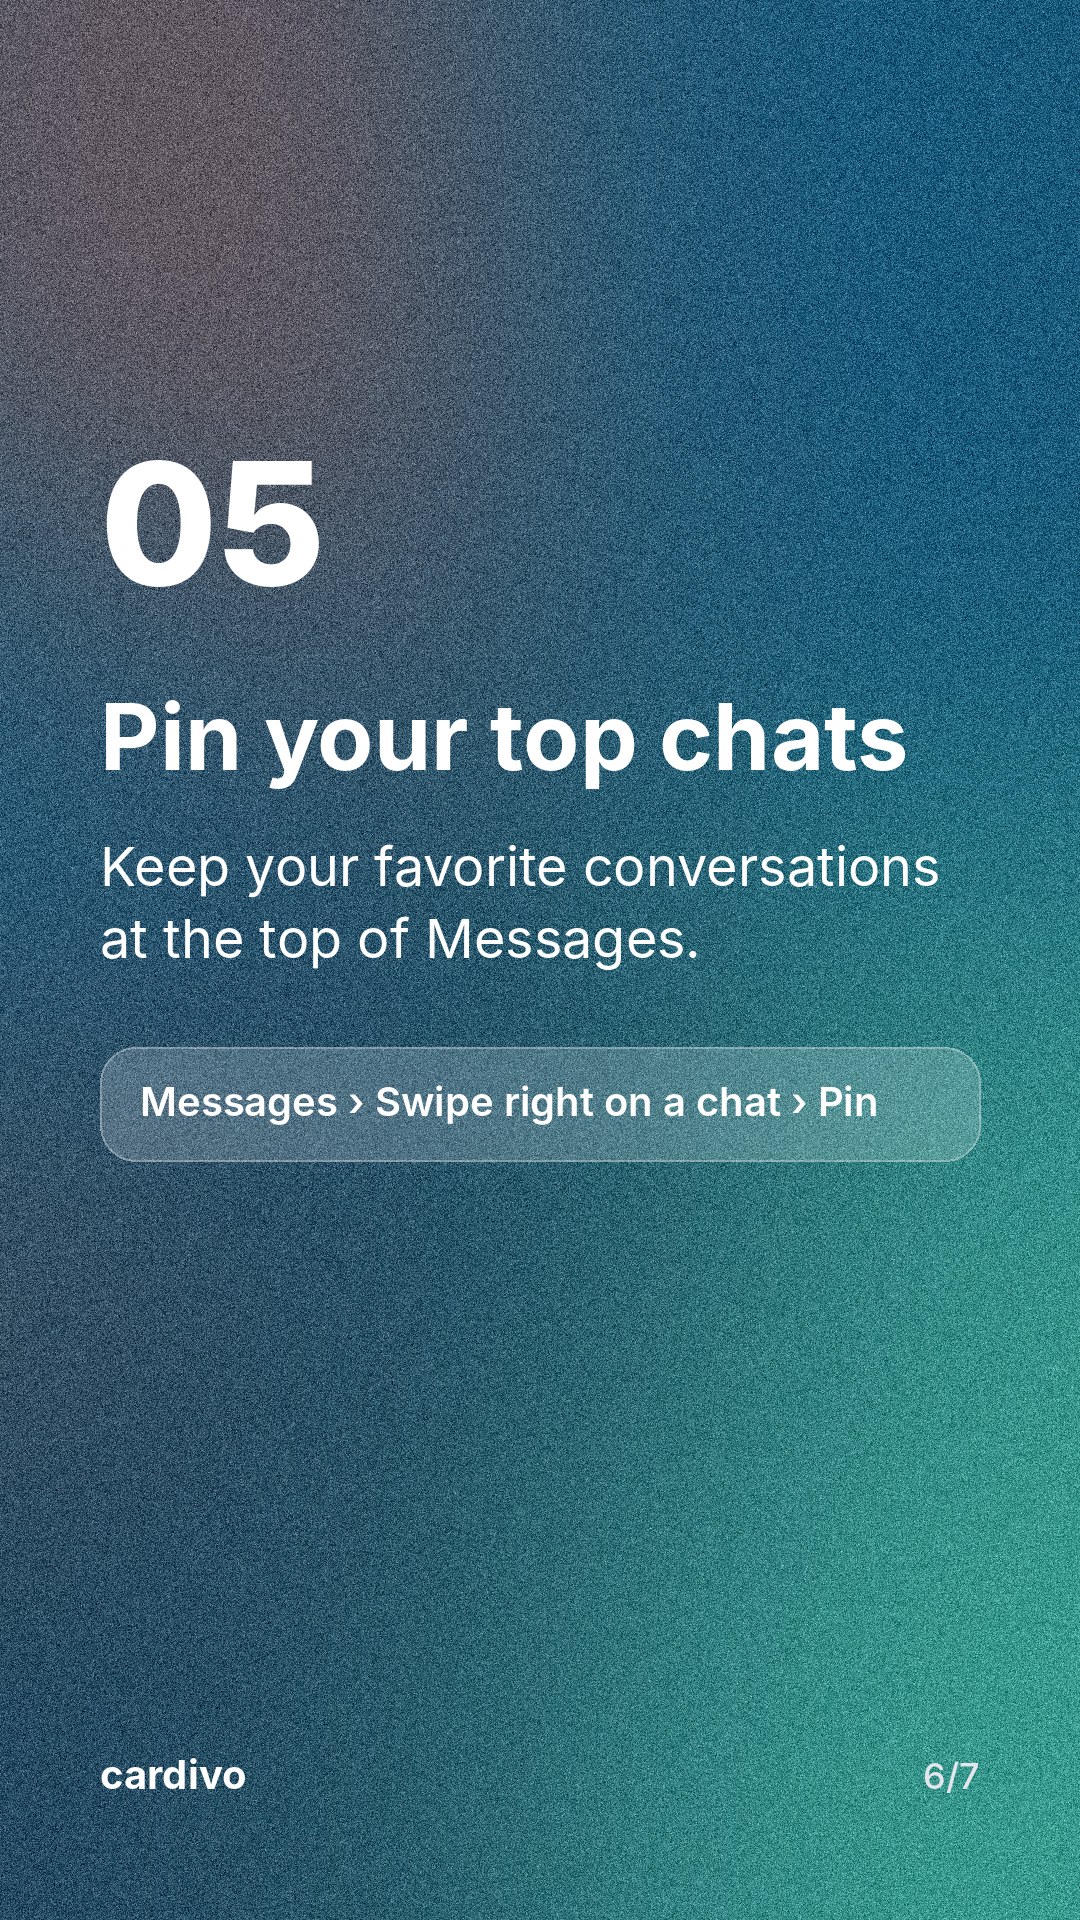 05
Pin your top chats
Keep your favorite conversations
at the top of Messages.
Messages › Swipe right on a chat › Pin
cardivo
6/7